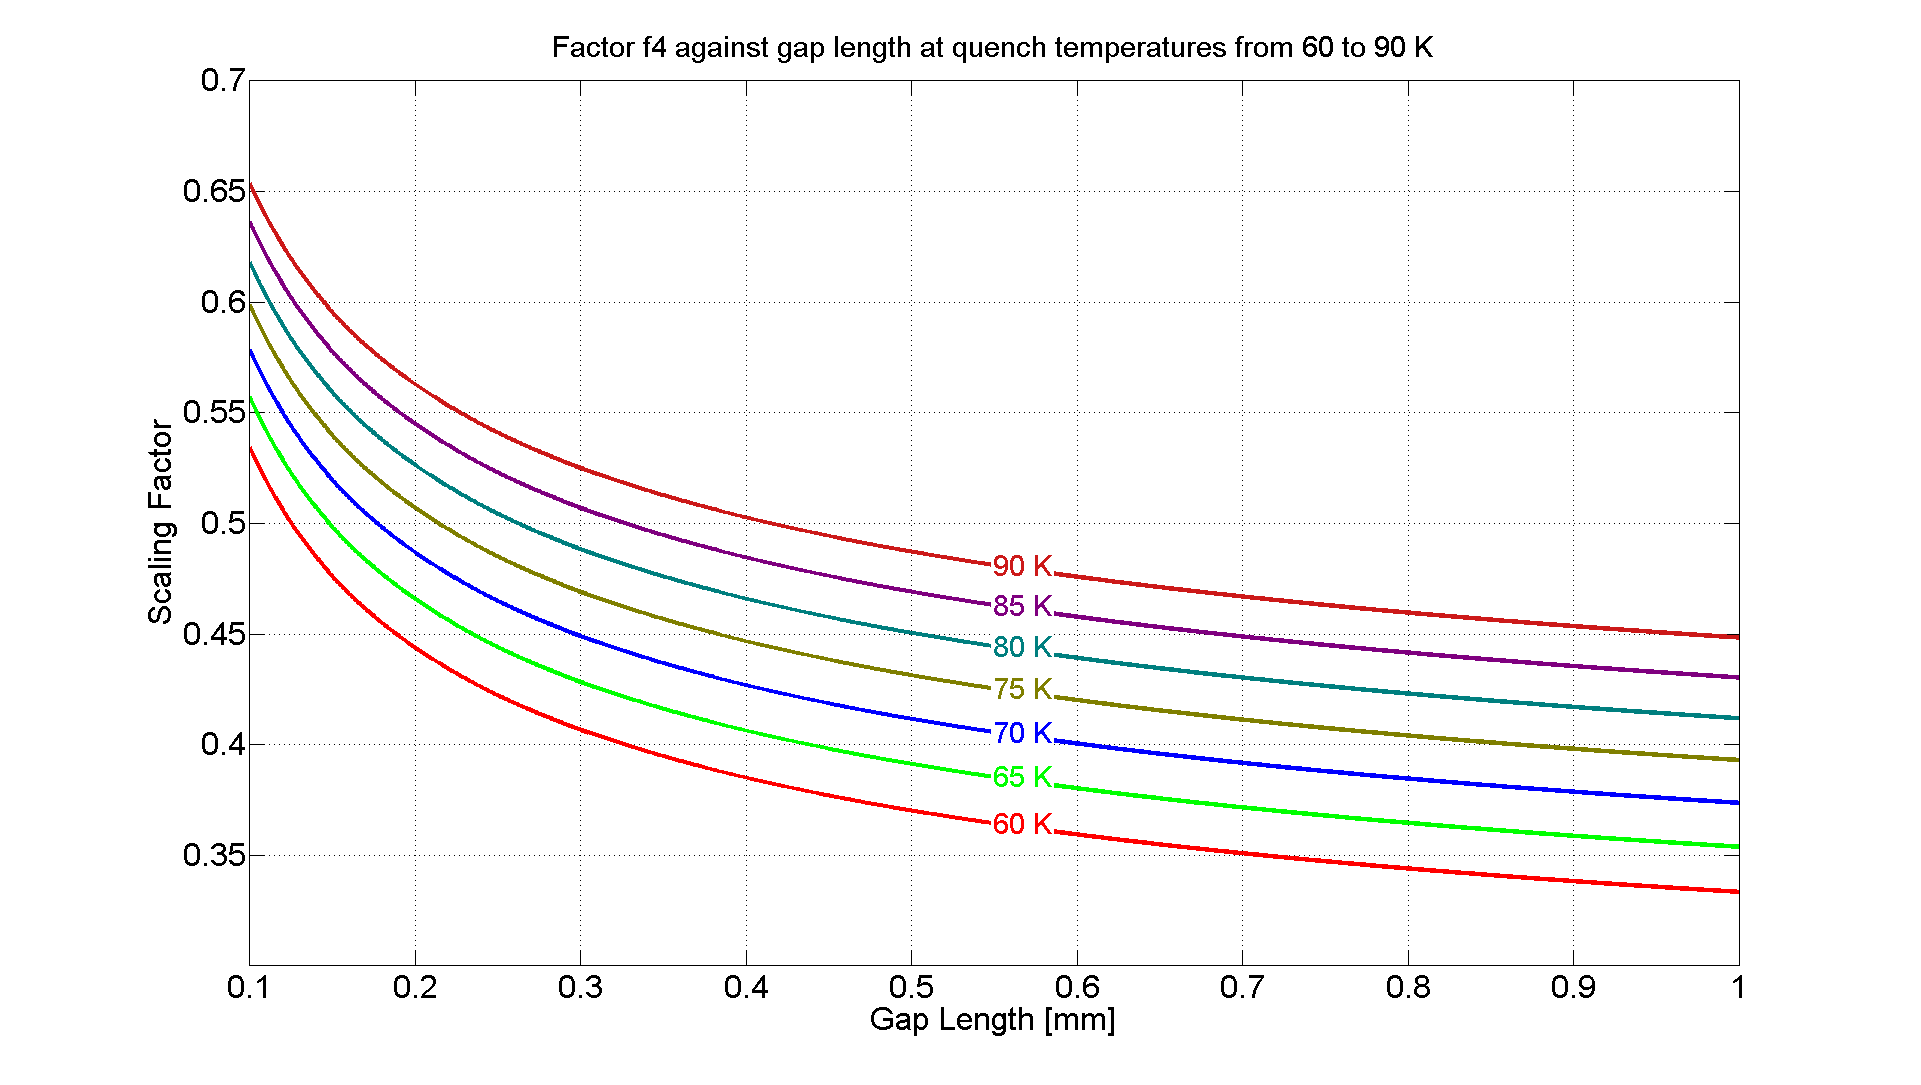 Factor f4 against gap length at quench temperatures from 60 to 90 K
0.7
0.65
0.6
0.55
0.5
0.45
0.4
0.35
Scaling Factor
90 K
85 K
80 K
75 K
70 K
65 K
60 K
0.1 0.2 0.3 0.4 0.5 0.6 0.7 0.8 0.9 1
Gap Length [mm]